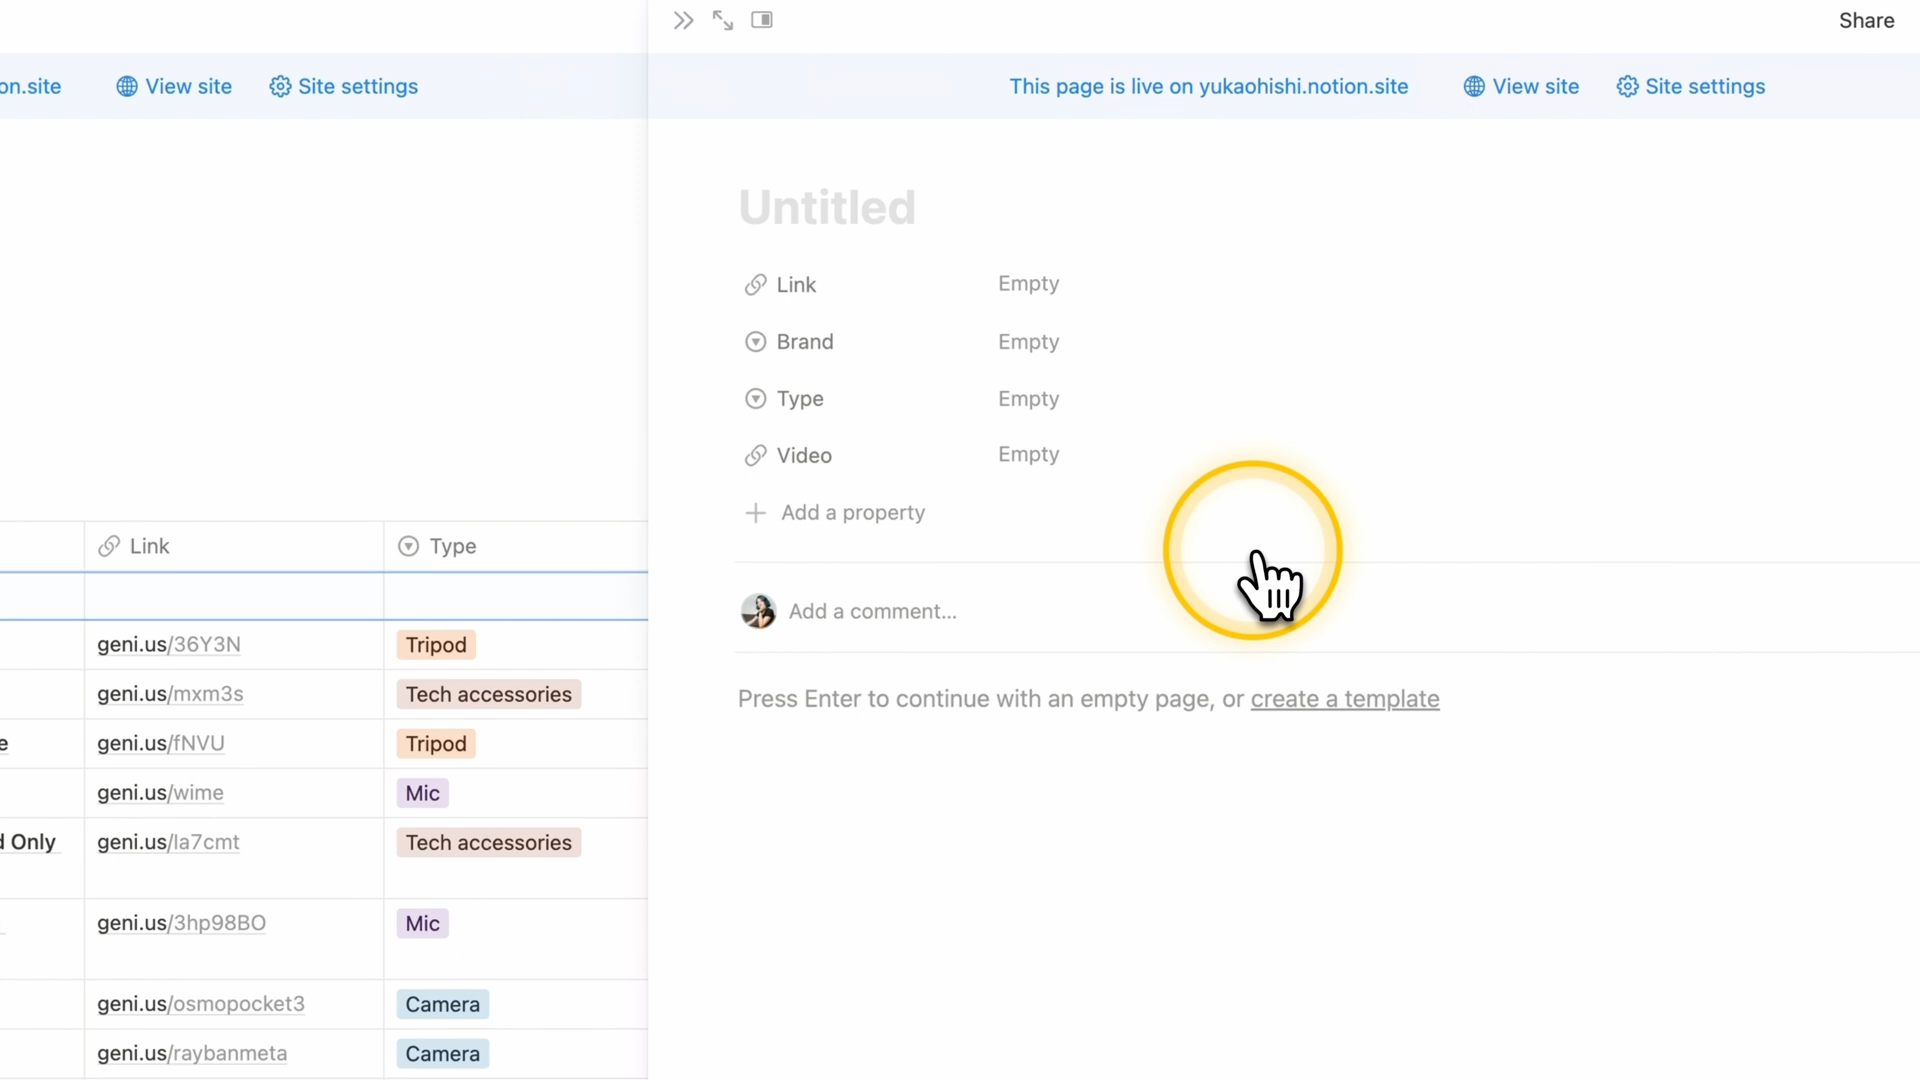 Share
on.site View site Site settings
This page is live on yukaohishi.notion.site View site Site settings
Untitled
Link Empty
Brand Empty
Type Empty
Video Empty
Add a property
Add a comment...
Press Enter to continue with an empty page, or create a template
Link Type
geni.us/36Y3N Tripod
geni.us/mxm3s Tech accessories
e geni.us/fNVU Tripod
geni.us/wime Mic
d Only geni.us/la7cmt Tech accessories
geni.us/3hp98BO Mic
geni.us/osmopocket3 Camera
geni.us/raybanmeta Camera